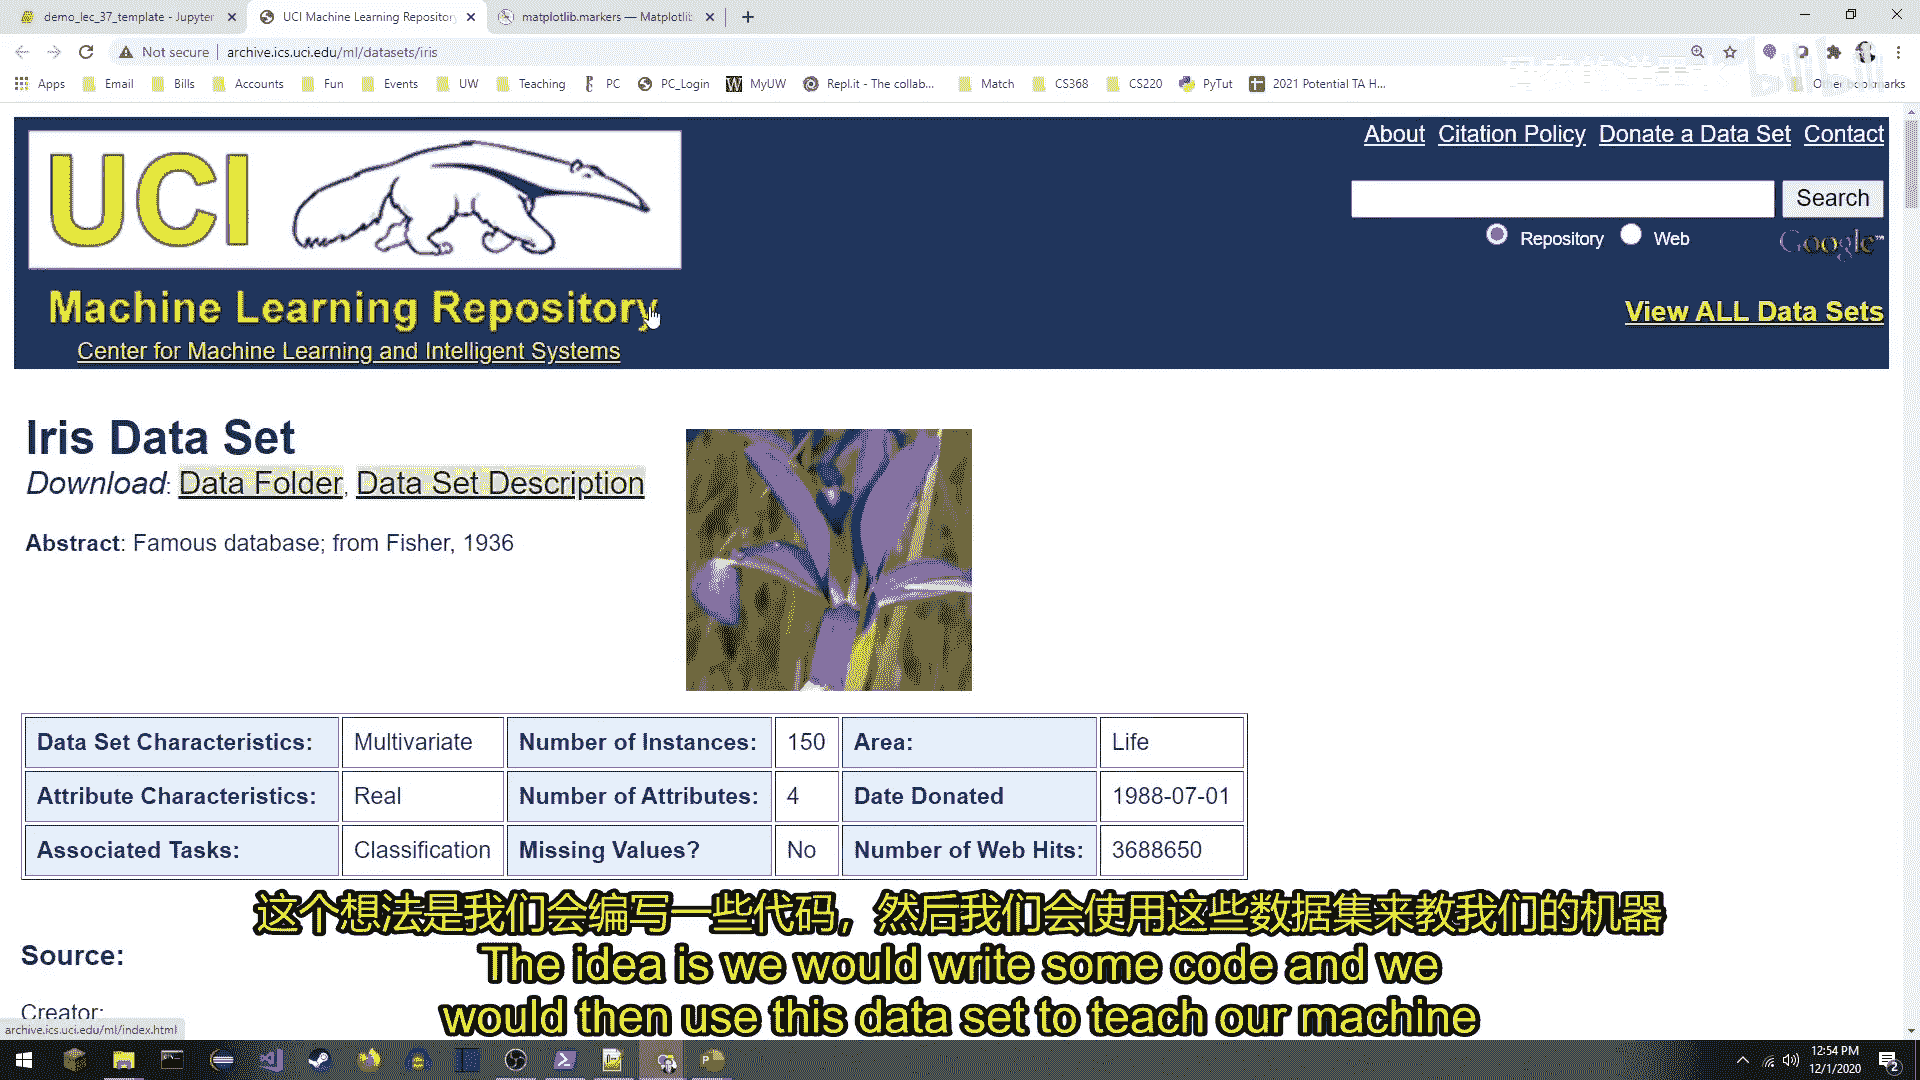 demo_lec_37_template - Jupyter
UCI Machine Learning Repository
matplotlib.markers — Matplotlib
Not secure
archive.ics.uci.edu/ml/datasets/iris
Apps Email Bills Accounts Fun Events UW Teaching PC PC_Login MyUW Repl.it - The collab... Match CS368 CS220 PyTut 2021 Potential TA H... Other bookmarks
UCI
About Citation Policy Donate a Data Set Contact
Search
Repository Web Google™
Machine Learning Repository
View ALL Data Sets
Center for Machine Learning and Intelligent Systems
Iris Data Set
Download: Data Folder, Data Set Description
Abstract: Famous database; from Fisher, 1936
Data Set Characteristics: Multivariate Number of Instances: 150 Area: Life
Attribute Characteristics: Real Number of Attributes: 4 Date Donated 1988-07-01
Associated Tasks: Classification Missing Values? No Number of Web Hits: 3688650
这个想法是我们会编写一些代码，然后我们会使用这些数据集来教我们的机器
Source:
The idea is we would write some code and we
Creator:
would then use this data set to teach our machine
archive.ics.uci.edu/ml/index.html
12:54 PM
12/1/2020
2